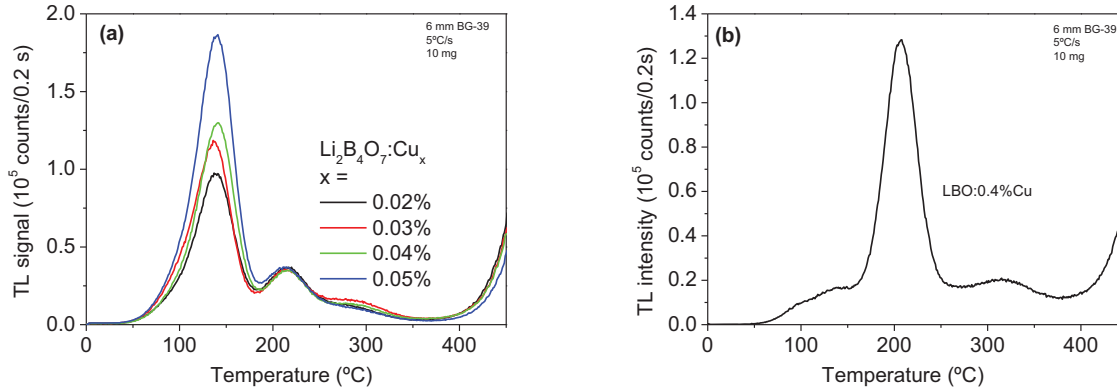 (a)
6 mm BG-39
5ºC/s
10 mg
2.0
1.5
1.0
0.5
0.0
TL signal (10⁵ counts/0.2 s)
Li₂B₄O₇:Cuₓ
x =
0.02%
0.03%
0.04%
0.05%
0 100 200 300 400
Temperature (ºC)
(b)
6 mm BG-39
5ºC/s
10 mg
1.4
1.2
1.0
0.8
0.6
0.4
0.2
0.0
TL intensity (10⁵ counts/0.2s)
LBO:0.4%Cu
0 100 200 300 400
Temperature (ºC)